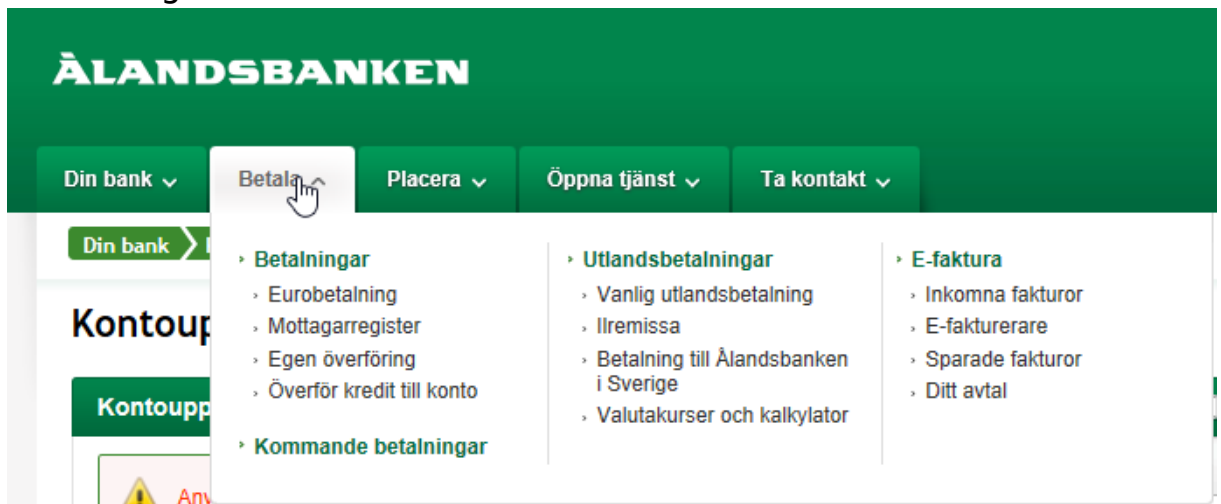 ÅLANDSBANKEN
Din bank
Betala
Placera
Öppna tjänst
Ta kontakt
Din bank
Betalningar
Eurobetalning
Mottagarregister
Egen överföring
Överför kredit till konto
Kommande betalningar
Utlandsbetalningar
Vanlig utlandsbetalning
Ilremissa
Betalning till Ålandsbanken
i Sverige
Valutakurser och kalkylator
E-faktura
Inkomna fakturor
E-fakturerare
Sparade fakturor
Ditt avtal
Kontoup
Kontoupp